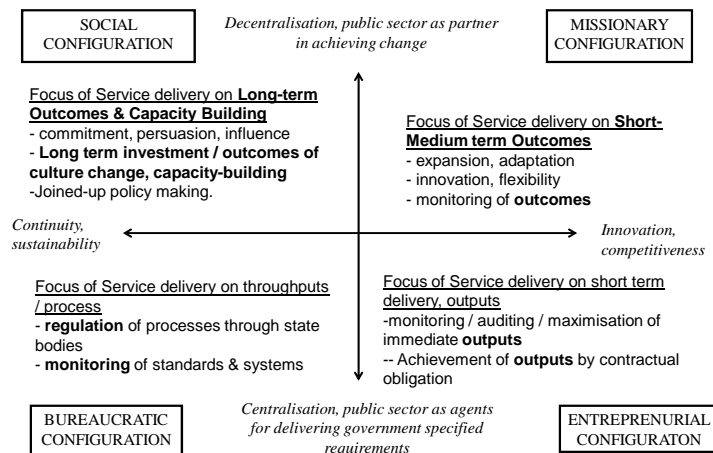 SOCIAL
CONFIGURATION
Decentralisation, public sector as partner
in achieving change
MISSIONARY
CONFIGURATION
Focus of Service delivery on Long-term
Outcomes & Capacity Building
- commitment, persuasion, influence
- Long term investment / outcomes of
culture change, capacity-building
-Joined-up policy making.
Focus of Service delivery on Short-
Medium term Outcomes
- expansion, adaptation
- innovation, flexibility
- monitoring of outcomes
Continuity,
sustainability
Innovation,
competitiveness
Focus of Service delivery on throughputs
/ process
- regulation of processes through state
bodies
- monitoring of standards & systems
Focus of Service delivery on short term
delivery, outputs
-monitoring / auditing / maximisation of
immediate outputs
-- Achievement of outputs by contractual
obligation
BUREAUCRATIC
CONFIGURATION
Centralisation, public sector as agents
for delivering government specified
requirements
ENTREPRENURIAL
CONFIGURATON